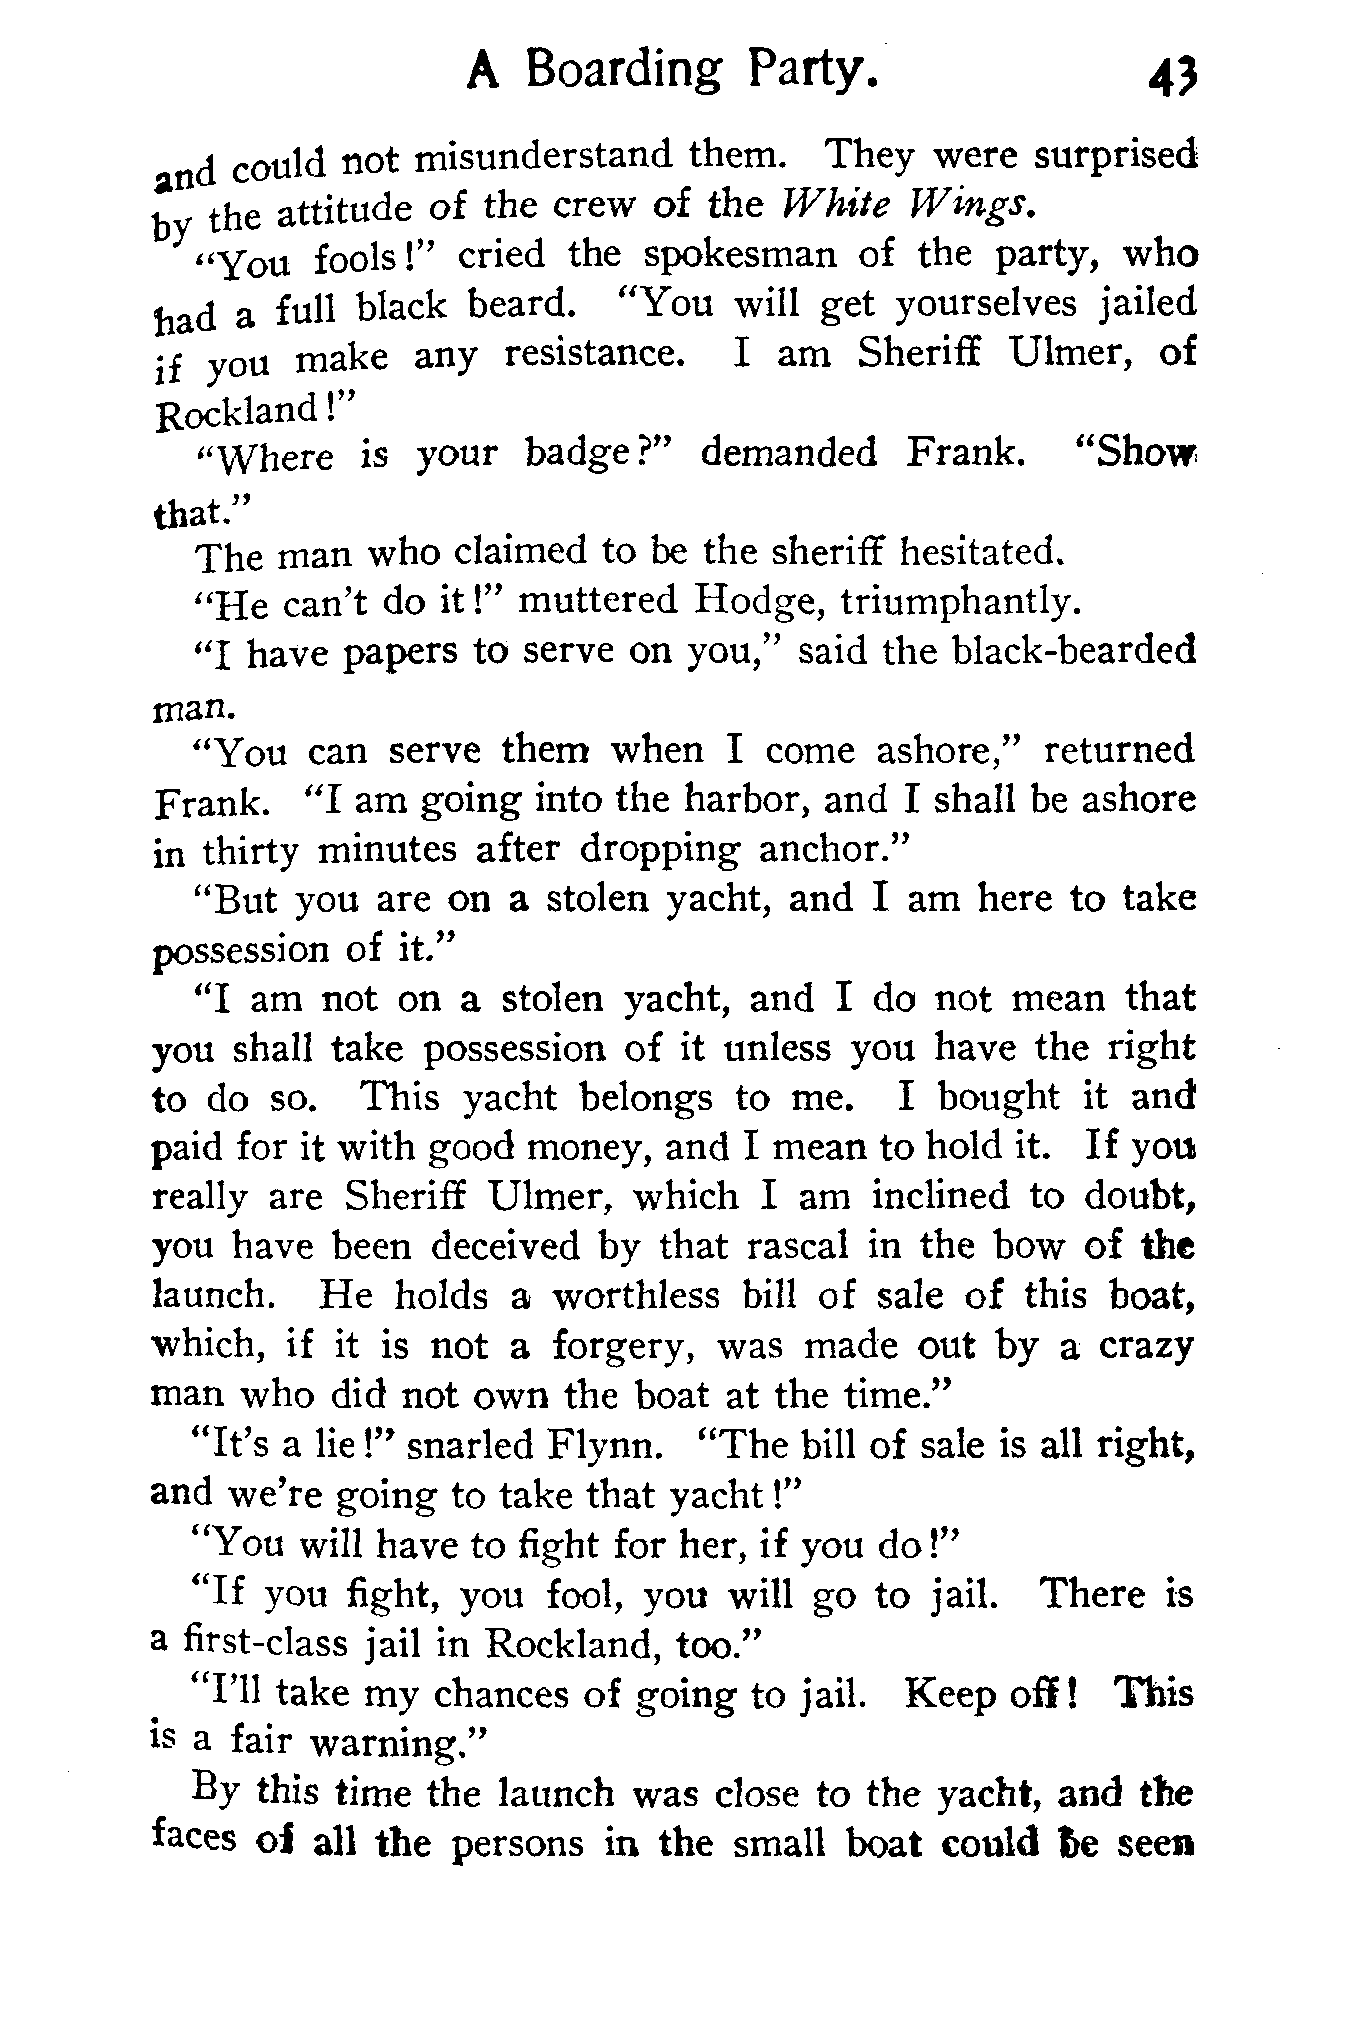 A Boarding Party. 43
and could not misunderstand them. They were surprised
by the attitude of the crew of the White Wings.
"You fools!" cried the spokesman of the party, who
had a full black beard. "You will get yourselves jailed
if you make any resistance. I am Sheriff Ulmer, of
Rockland!"
"Where is your badge?" demanded Frank. "Show
that."
The man who claimed to be the sheriff hesitated.
"He can't do it!" muttered Hodge, triumphantly.
"I have papers to serve on you," said the black-bearded
man.
"You can serve them when I come ashore," returned
Frank. "I am going into the harbor, and I shall be ashore
in thirty minutes after dropping anchor."
"But you are on a stolen yacht, and I am here to take
possession of it."
"I am not on a stolen yacht, and I do not mean that
you shall take possession of it unless you have the right
to do so. This yacht belongs to me. I bought it and
paid for it with good money, and I mean to hold it. If you
really are Sheriff Ulmer, which I am inclined to doubt,
you have been deceived by that rascal in the bow of the
launch. He holds a worthless bill of sale of this boat,
which, if it is not a forgery, was made out by a crazy
man who did not own the boat at the time."
"It's a lie!" snarled Flynn. "The bill of sale is all right,
and we're going to take that yacht!"
"You will have to fight for her, if you do!"
"If you fight, you fool, you will go to jail. There is
a first-class jail in Rockland, too."
"I'll take my chances of going to jail. Keep off! This
is a fair warning."
By this time the launch was close to the yacht, and the
faces of all the persons in the small boat could be seen